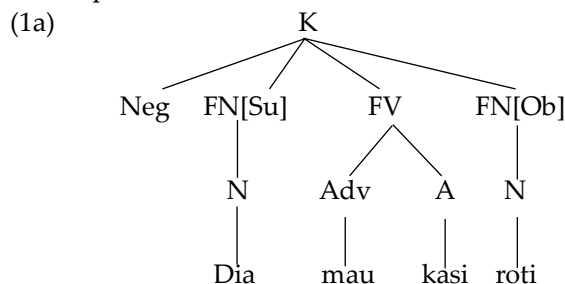 (1a) K
Neg FN[Su] FV FN[Ob]
N Adv A N
Dia mau kasi roti